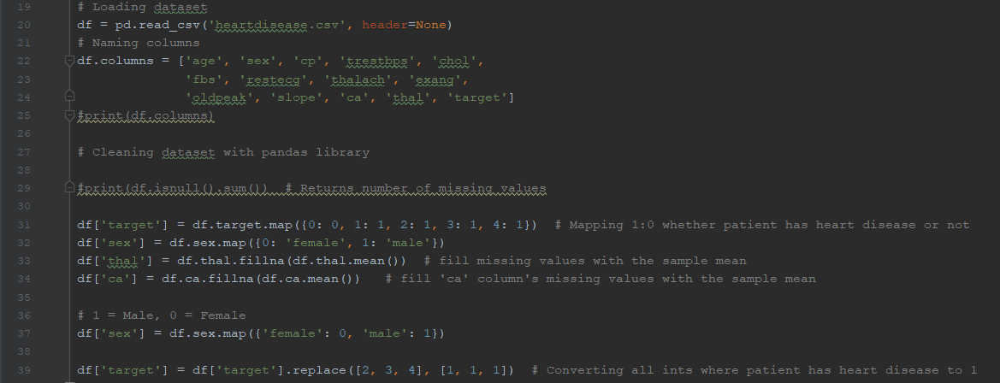 19 # Loading dataset
20 df = pd.read_csv('heartdisease.csv', header=None)
21 # Naming columns
22 df.columns = ['age', 'sex', 'cp', 'trestbps', 'chol',
23 'fbs', 'restecg', 'thalach', 'exang',
24 'oldpeak', 'slope', 'ca', 'thal', 'target']
25 #print(df.columns)
26
27 # Cleaning dataset with pandas library
28
29 #print(df.isnull().sum())  # Returns number of missing values
30
31 df['target'] = df.target.map({0: 0, 1: 1, 2: 1, 3: 1, 4: 1})  # Mapping 1:0 whether patient has heart disease or not
32 df['sex'] = df.sex.map({0: 'female', 1: 'male'})
33 df['thal'] = df.thal.fillna(df.thal.mean())  # fill missing values with the sample mean
34 df['ca'] = df.ca.fillna(df.ca.mean())   # fill 'ca' column's missing values with the sample mean
35
36 # 1 = Male, 0 = Female
37 df['sex'] = df.sex.map({'female': 0, 'male': 1})
38
39 df['target'] = df['target'].replace([2, 3, 4], [1, 1, 1])  # Converting all ints where patient has heart disease to 1